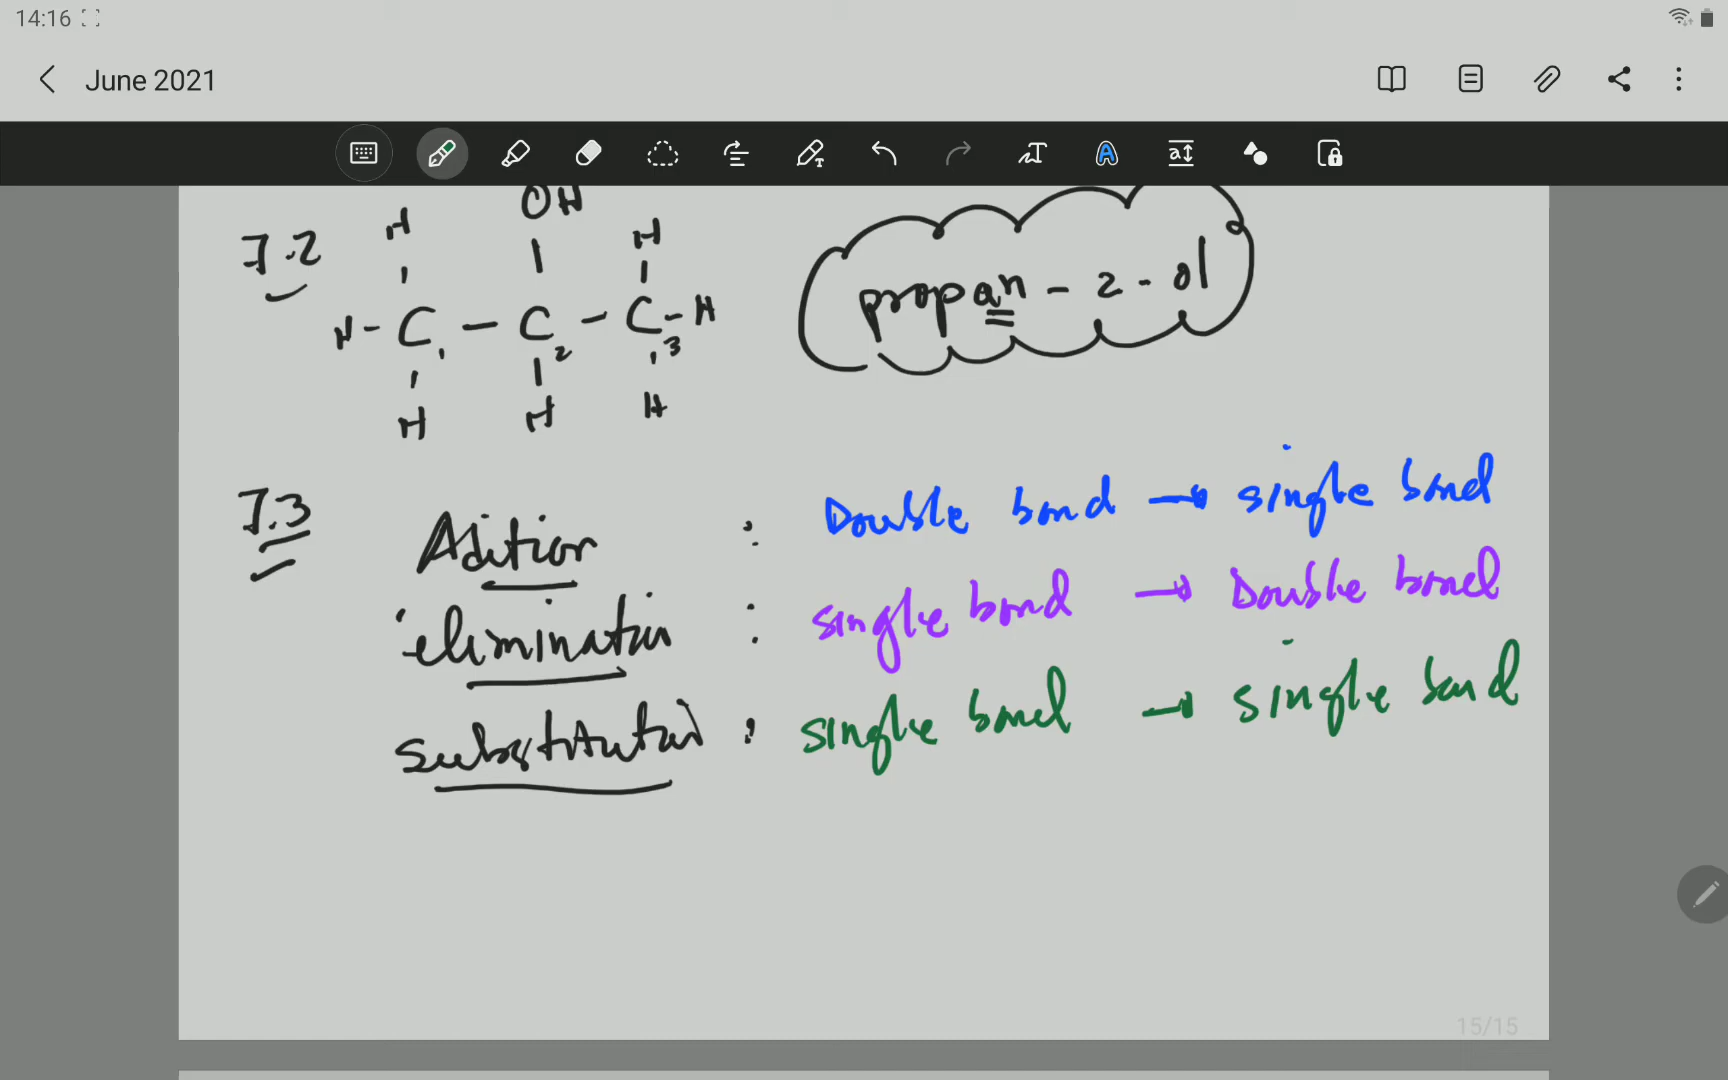 14:16
June 2021
OH
7.2 H H
propan - 2 - ol
H - C1 - C2 - C3 - H
H H H
7.3 Double bond → single bond
Adition :
elimination : single bond → Double bond
substitution : single bond → single bond
15/15